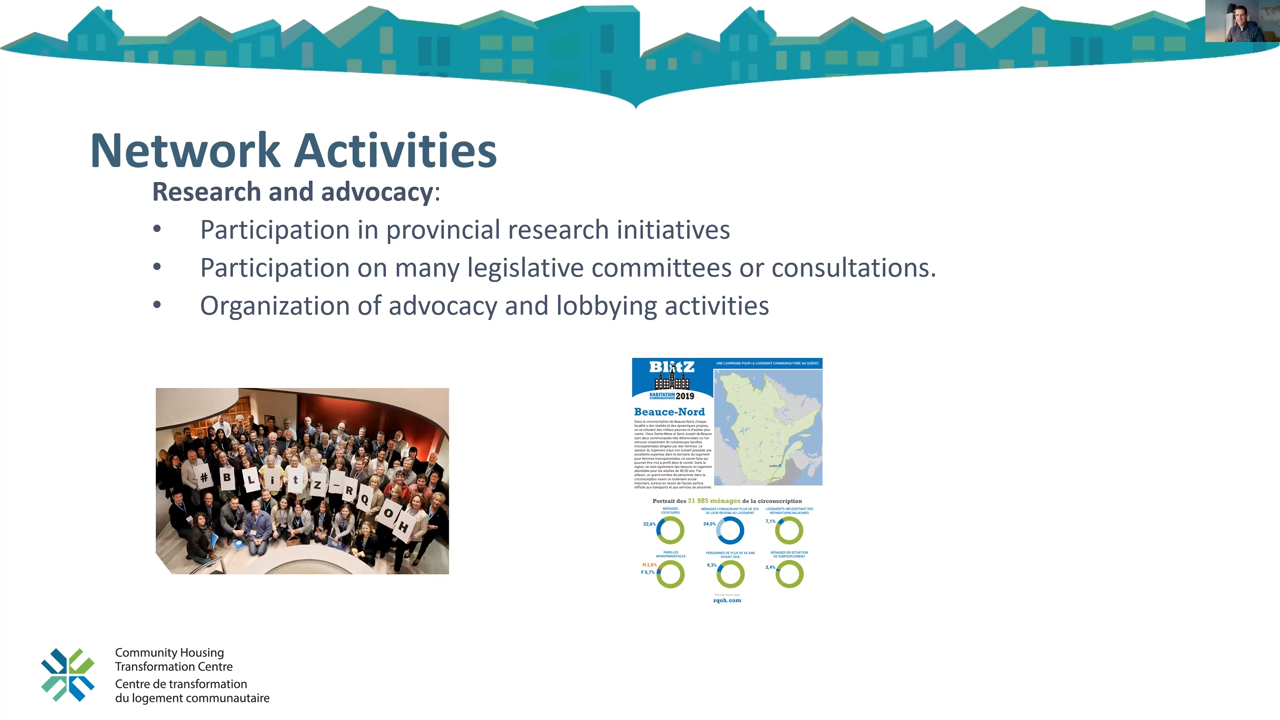 Network Activities
Research and advocacy:
• Participation in provincial research initiatives
• Participation on many legislative committees or consultations.
• Organization of advocacy and lobbying activities
#BLitZ-RQOH
UNE CAMPAGNE POUR LE LOGEMENT COMMUNAUTAIRE AU QUÉBEC
BLitZ
HABITATION
COMMUNAUTAIRE 2019
Beauce-Nord
Portrait des 21 985 ménages de la circonscription
MÉNAGES
LOCATAIRES
22,6%
MÉNAGES CONSACRANT PLUS DE 30%
DE LEUR REVENU AU LOGEMENT
24,0%
LOGEMENTS NÉCESSITANT DES
RÉPARATIONS MAJEURES
7,1%
FAMILLES
MONOPARENTALES
H 2,8%
F 5,7%
PERSONNES DE PLUS DE 65 ANS
VIVANT SEUL
9,3%
MÉNAGES EN SITUATION
DE SURPEUPLEMENT
2,4%
rqoh.com
Community Housing
Transformation Centre
Centre de transformation
du logement communautaire